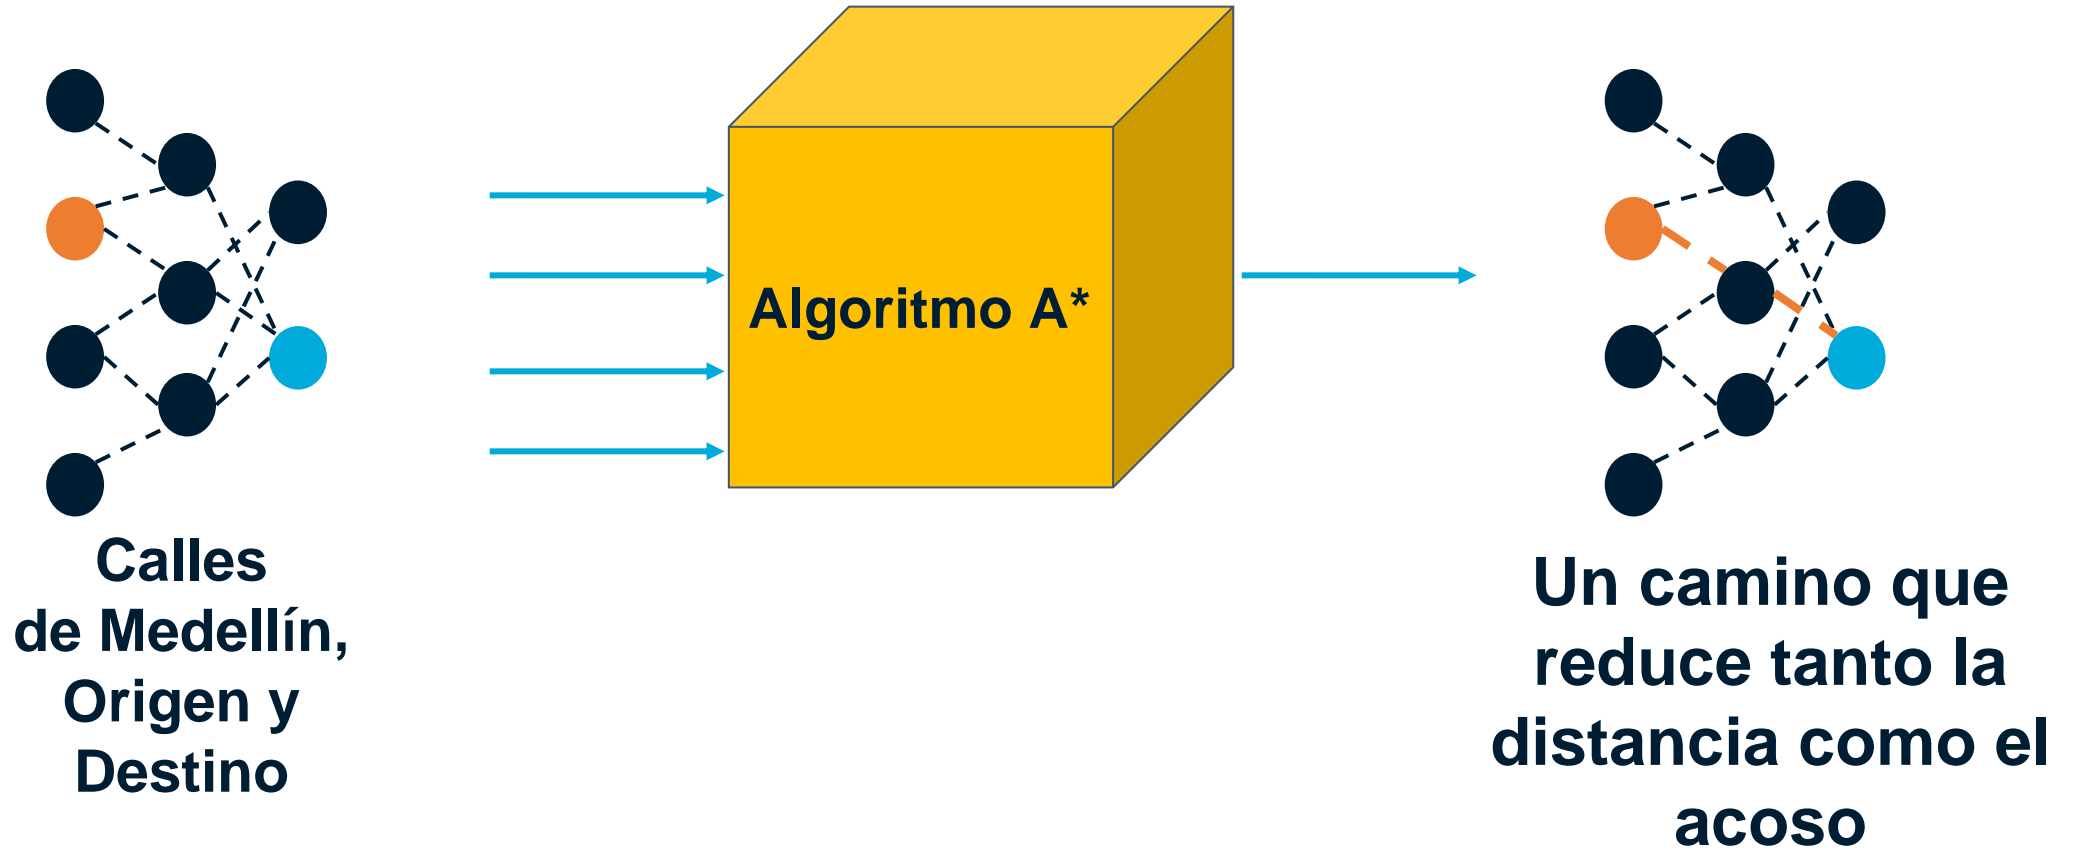 Algoritmo A*
Calles
de Medellín,
Origen y
Destino
Un camino que
reduce tanto la
distancia como el
acoso